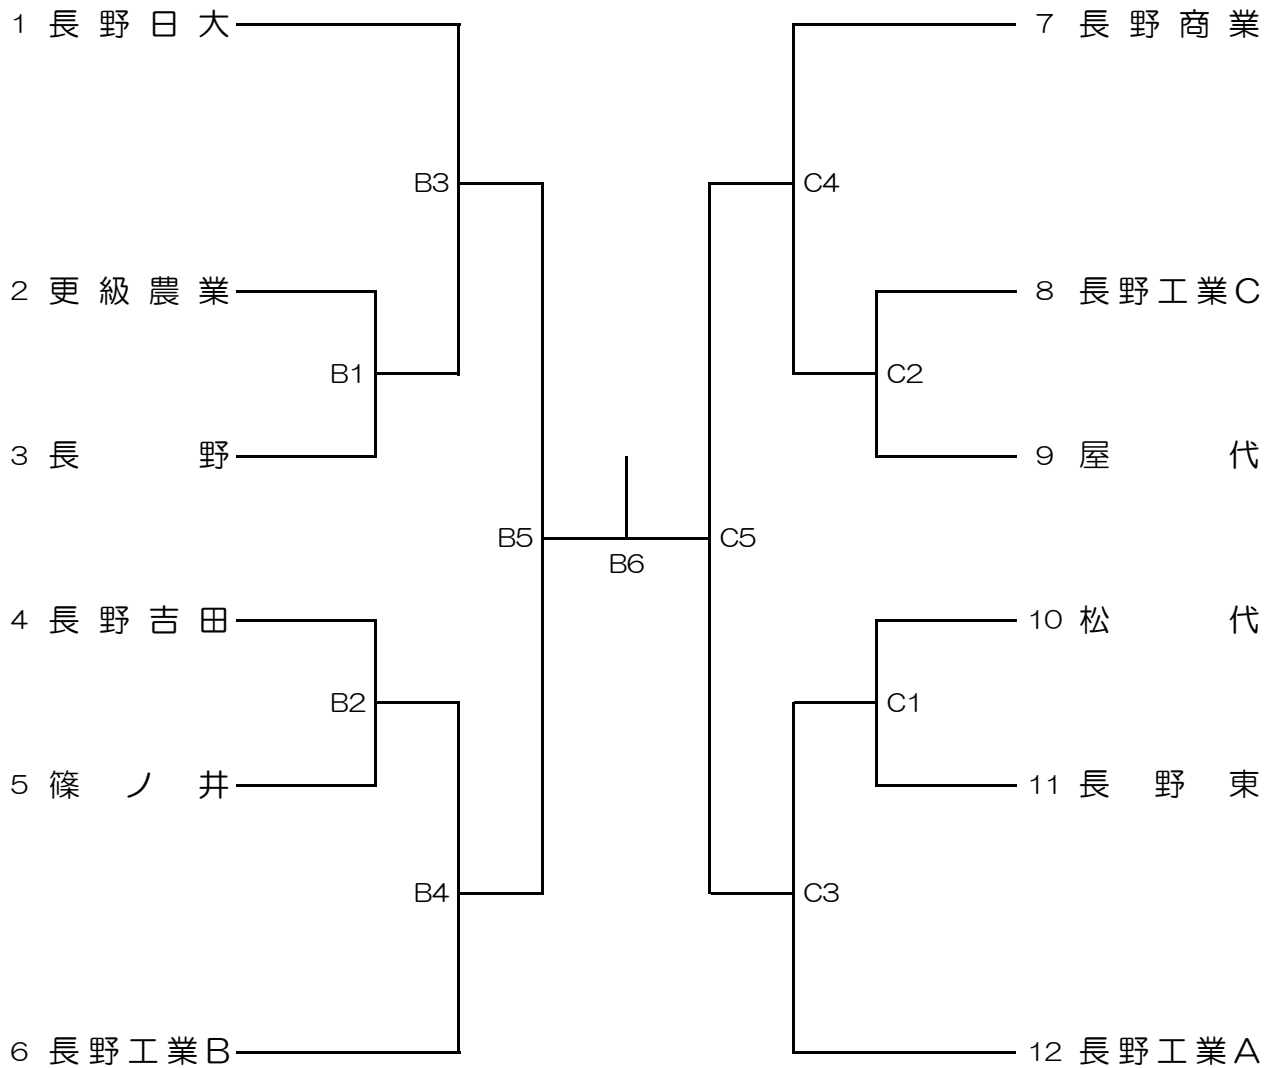 1 長野日大
7 長野商業
B3
C4
2 更級農業
8 長野工業C
B1
C2
3 長野
9 屋代
B5
C5
B6
4 長野吉田
10 松代
B2
C1
5 篠ノ井
11 長野東
B4
C3
6 長野工業B
12 長野工業A